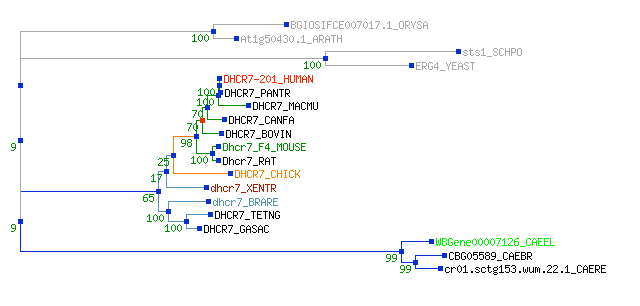 BGIOSIFCE007017.1_ORYSA
100
At1g50430.1_ARATH
sts1_SCHPO
100
ERG4_YEAST
DHCR7-201_HUMAN
100
DHCR7_PANTR
100
DHCR7_MACMU
70
DHCR7_CANFA
70
DHCR7_BOVIN
98
Dhcr7_F4_MOUSE
9
100
Dhcr7_RAT
25
DHCR7_CHICK
17
dhcr7_XENTR
65
dhcr7_BRARE
100
DHCR7_TETNG
100
DHCR7_GASAC
9
WBGene00007126_CAEEL
99
CBG05589_CAEBR
99
cr01.sctg153.wum.22.1_CAERE